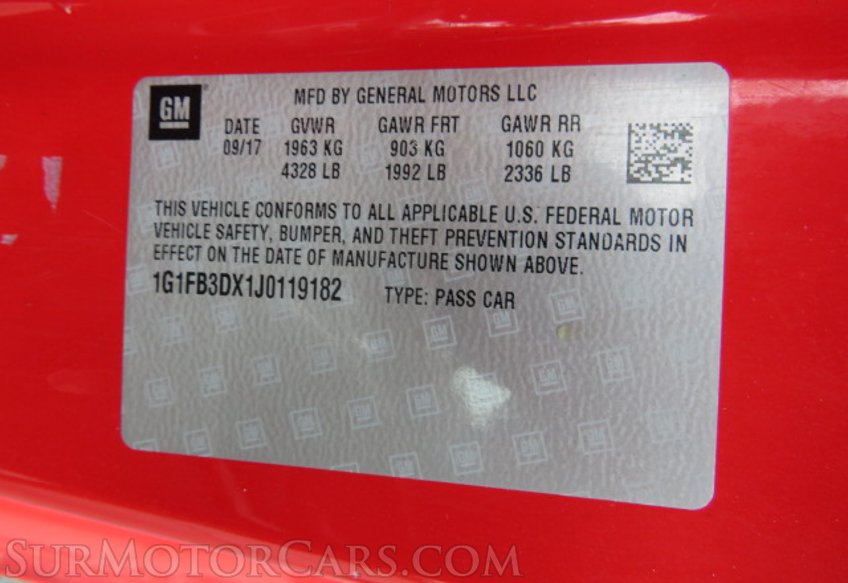 GM
MFD BY GENERAL MOTORS LLC
DATE GVWR GAWR FRT GAWR RR
09/17 1963 KG 903 KG 1060 KG
4328 LB 1992 LB 2336 LB
THIS VEHICLE CONFORMS TO ALL APPLICABLE U.S. FEDERAL MOTOR
VEHICLE SAFETY, BUMPER, AND THEFT PREVENTION STANDARDS IN
EFFECT ON THE DATE OF MANUFACTURE SHOWN ABOVE.
1G1FB3DX1J0119182 TYPE: PASS CAR
SURMOTORCARS.COM